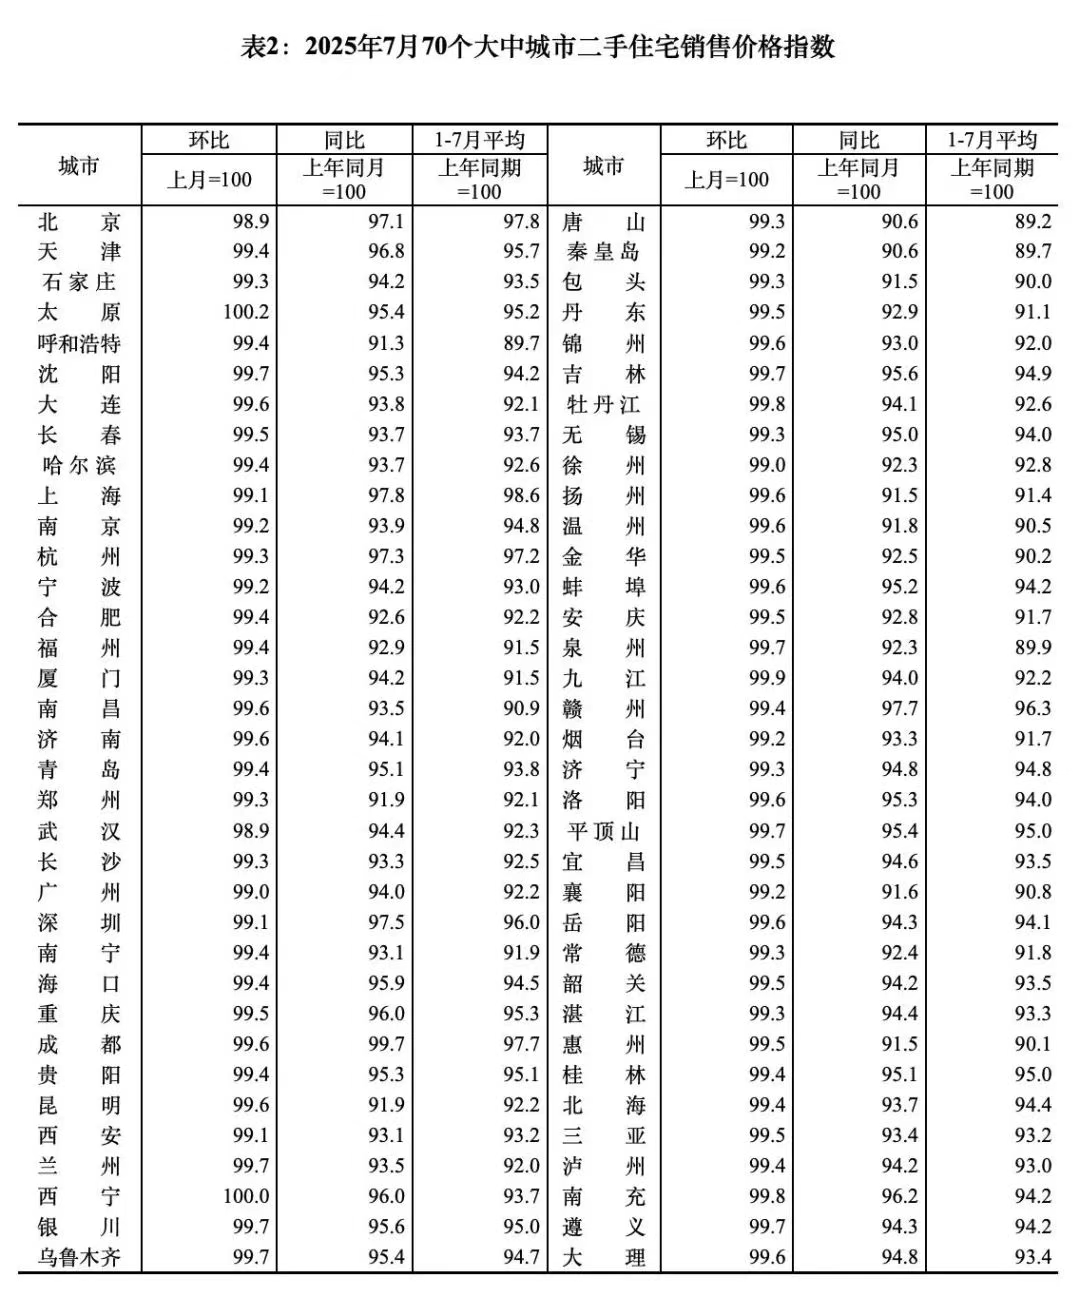 表2：2025年7月70个大中城市二手住宅销售价格指数
城市 环比 同比 1-7月平均 城市 环比 同比 1-7月平均
上月=100 上年同月=100 上年同期=100 上月=100 上年同月=100 上年同期=100
北京 98.9 97.1 97.8 唐山 99.3 90.6 89.2
天津 99.4 96.8 95.7 秦皇岛 99.2 90.6 89.7
石家庄 99.3 94.2 93.5 包头 99.3 91.5 90.0
太原 100.2 95.4 95.2 丹东 99.5 92.9 91.1
呼和浩特 99.4 91.3 89.7 锦州 99.6 93.0 92.0
沈阳 99.7 95.3 94.2 吉林 99.7 95.6 94.9
大连 99.6 93.8 92.1 牡丹江 99.8 94.1 92.6
长春 99.5 93.7 93.7 无锡 99.3 95.0 94.0
哈尔滨 99.4 93.7 92.6 徐州 99.0 92.3 92.8
上海 99.1 97.8 98.6 扬州 99.6 91.5 91.4
南京 99.2 93.9 94.8 温州 99.6 91.8 90.5
杭州 99.3 97.3 97.2 金华 99.5 92.5 90.2
宁波 99.2 94.2 93.0 蚌埠 99.6 95.2 94.2
合肥 99.4 92.6 92.2 安庆 99.5 92.8 91.7
福州 99.4 92.9 91.5 泉州 99.7 92.3 89.9
厦门 99.3 94.2 91.5 九江 99.9 94.0 92.2
南昌 99.6 93.5 90.9 赣州 99.4 97.7 96.3
济南 99.6 94.1 92.0 烟台 99.2 93.3 91.7
青岛 99.4 95.1 93.8 济宁 99.3 94.8 94.8
郑州 99.3 91.9 92.1 洛阳 99.6 95.3 94.0
武汉 98.9 94.4 92.3 平顶山 99.7 95.4 95.0
长沙 99.3 93.3 92.5 宜昌 99.5 94.6 93.5
广州 99.0 94.0 92.2 襄阳 99.2 91.6 90.8
深圳 99.1 97.5 96.0 岳阳 99.6 94.3 94.1
南宁 99.4 93.1 91.9 常德 99.3 92.4 91.8
海口 99.4 95.9 94.5 韶关 99.5 94.2 93.5
重庆 99.5 96.0 95.3 湛江 99.3 94.4 93.3
成都 99.6 99.7 97.7 惠州 99.5 91.5 90.1
贵阳 99.4 95.3 95.1 桂林 99.4 95.1 95.0
昆明 99.6 91.9 92.2 北海 99.4 93.7 94.4
西安 99.1 93.1 93.2 三亚 99.5 93.4 93.2
兰州 99.7 93.5 92.0 泸州 99.4 94.2 93.0
西宁 100.0 96.0 93.7 南充 99.8 96.2 94.2
银川 99.7 95.6 95.0 遵义 99.7 94.3 94.2
乌鲁木齐 99.7 95.4 94.7 大理 99.6 94.8 93.4